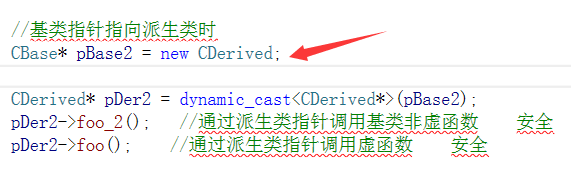 //基类指针指向派生类时
CBase* pBase2 = new CDerived;
CDerived* pDer2 = dynamic_cast<CDerived*>(pBase2);
pDer2->foo_2();   //通过派生类指针调用基类非虚函数    安全
pDer2->foo();    //通过派生类指针调用虚函数    安全